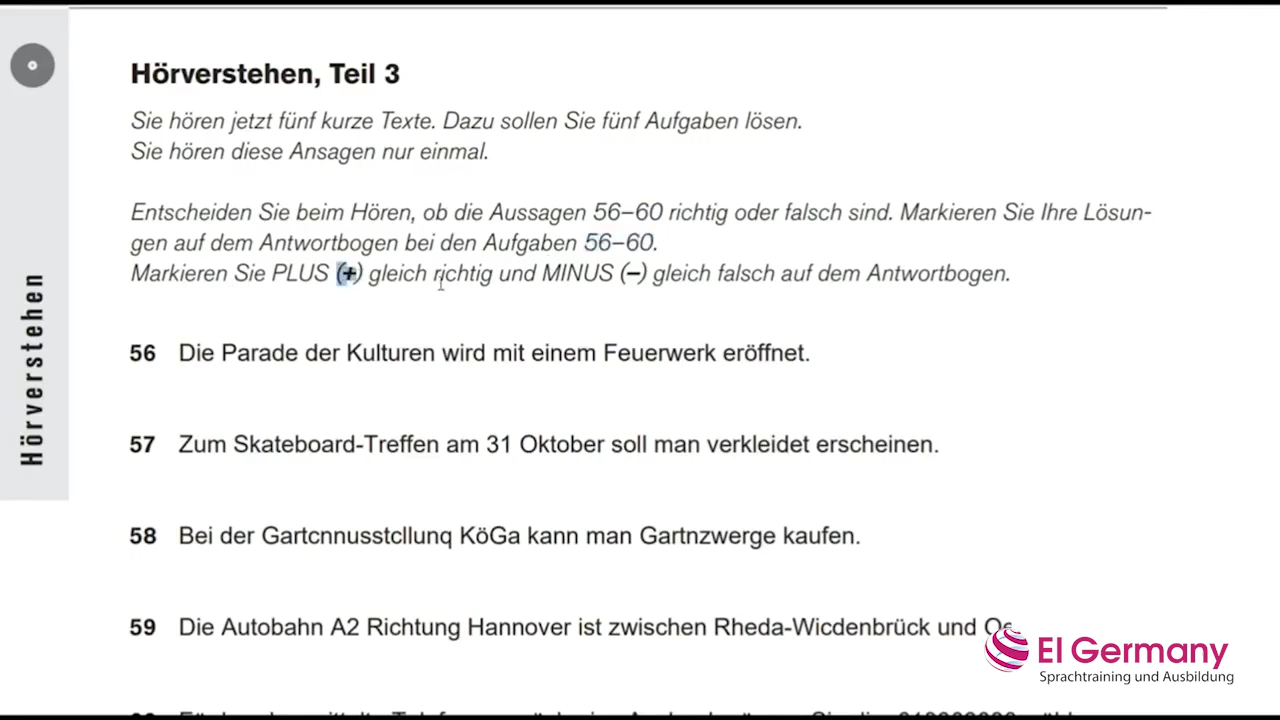 Hörverstehen, Teil 3
Sie hören jetzt fünf kurze Texte. Dazu sollen Sie fünf Aufgaben lösen.
Sie hören diese Ansagen nur einmal.
Entscheiden Sie beim Hören, ob die Aussagen 56–60 richtig oder falsch sind. Markieren Sie Ihre Lösun-
gen auf dem Antwortbogen bei den Aufgaben 56–60.
Markieren Sie PLUS (+) gleich richtig und MINUS (−) gleich falsch auf dem Antwortbogen.
Hörverstehen
56 Die Parade der Kulturen wird mit einem Feuerwerk eröffnet.
57 Zum Skateboard-Treffen am 31 Oktober soll man verkleidet erscheinen.
58 Bei der Gartcnnusstcllunq KöGa kann man Gartnzwerge kaufen.
59 Die Autobahn A2 Richtung Hannover ist zwischen Rheda-Wicdenbrück und
El Germany
Sprachtraining und Ausbildung